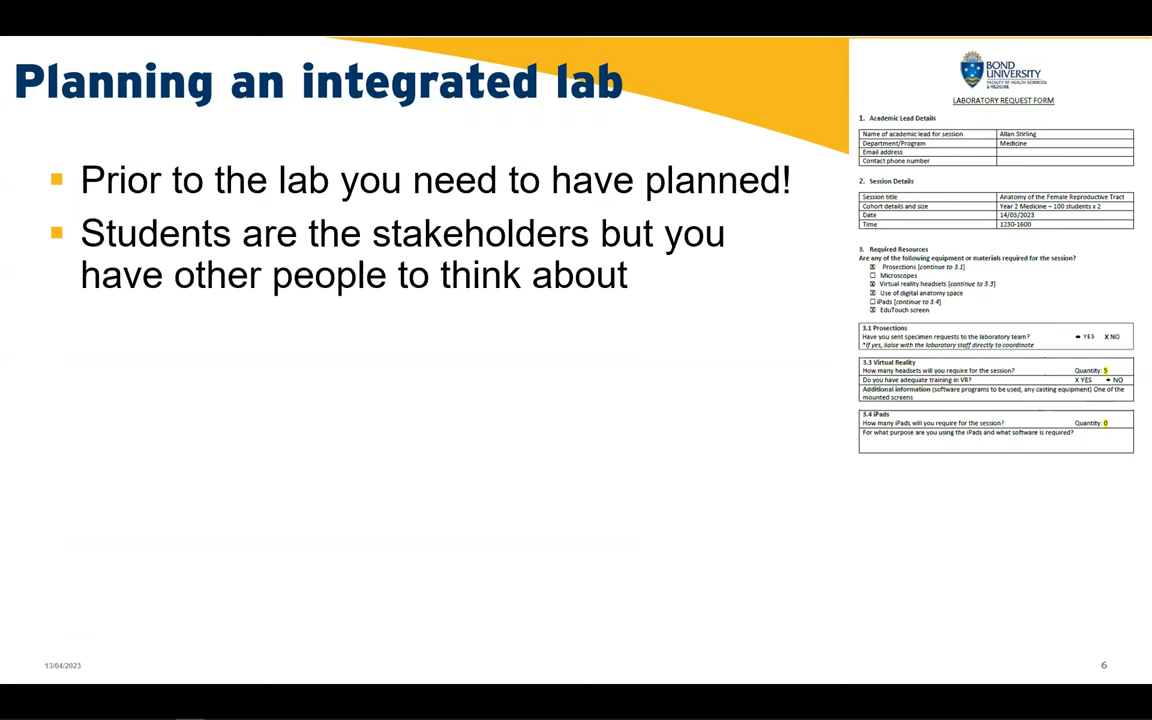 Planning an integrated lab
▪ Prior to the lab you need to have planned!
▪ Students are the stakeholders but you
have other people to think about
13/04/2023
6
BOND
UNIVERSITY
FACULTY OF HEALTH SCIENCES
& MEDICINE
LABORATORY REQUEST FORM
1. Academic Lead Details
Name of academic lead for session Allan Stirling
Department/Program Medicine
Email address
Contact phone number
2. Session Details
Session title Anatomy of the Female Reproductive Tract
Cohort details and size Year 2 Medicine – 100 students x 2
Date 14/03/2023
Time 1230-1600
3. Required Resources
Are any of the following equipment or materials required for the session?
☒ Prosections [continue to 3.1]
☐ Microscopes
☒ Virtual reality headsets [continue to 3.3]
☒ Use of digital anatomy space
☐ iPads [continue to 3.4]
☒ EduTouch screen
3.1 Prosections
Have you sent specimen requests to the laboratory team? • YES X NO
*If yes, liaise with the laboratory staff directly to coordinate
3.3 Virtual Reality
How many headsets will you require for the session? Quantity: 5
Do you have adequate training in VR? X YES • NO
Additional information (software programs to be used, any casting equipment) One of the
mounted screens
3.4 iPads
How many iPads will you require for the session? Quantity: 0
For what purpose are you using the iPads and what software is required?